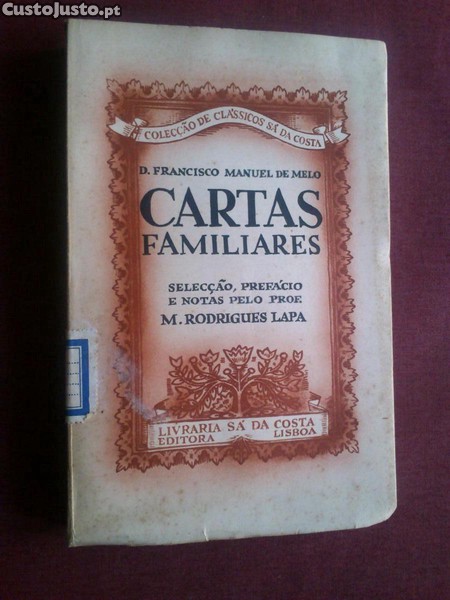 CustoJusto.pt
COLECÇÃO DE CLÁSSICOS SÁ DA COSTA
D. FRANCISCO MANUEL DE MELO
CARTAS
FAMILIARES
SELECÇÃO, PREFÁCIO
E NOTAS PELO PROF.
M. RODRIGUES LAPA
LIVRARIA SÁ DA COSTA
EDITORA LISBOA